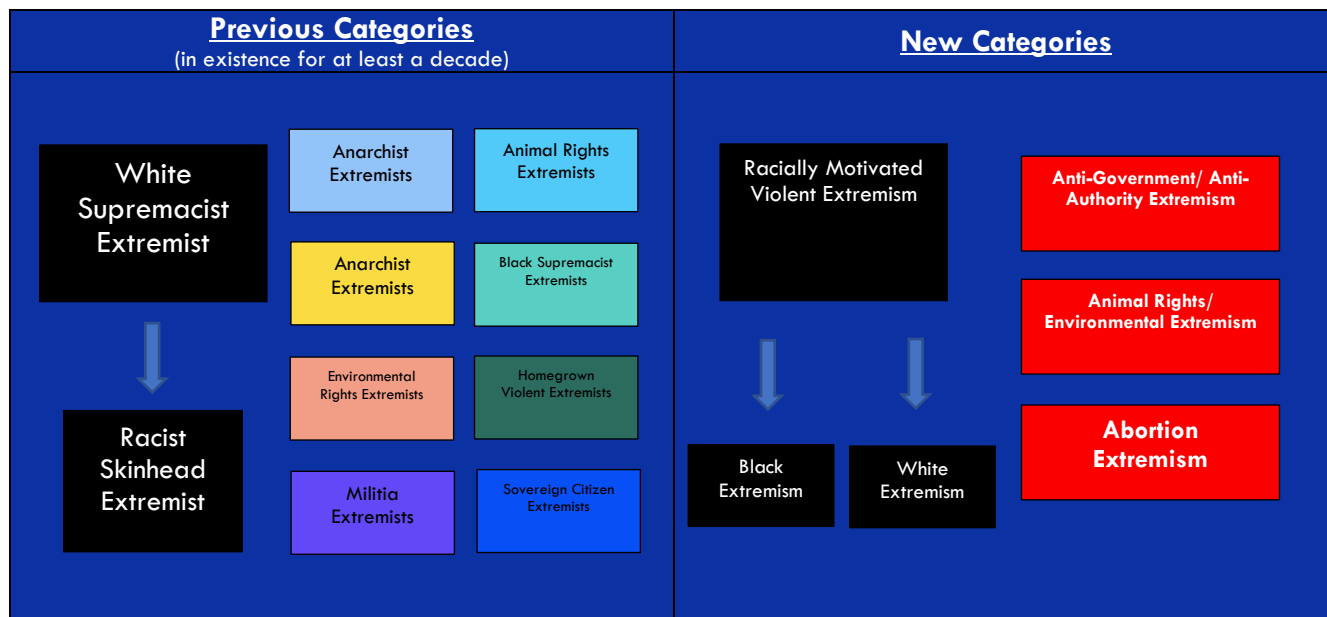 Previous Categories
(in existence for at least a decade)
New Categories
White
Supremacist
Extremist
Racist
Skinhead
Extremist
Anarchist
Extremists
Animal Rights
Extremists
Anarchist
Extremists
Black Supremacist
Extremists
Environmental
Rights Extremists
Homegrown
Violent Extremists
Militia
Extremists
Sovereign Citizen
Extremists
Racially Motivated
Violent Extremism
Black
Extremism
White
Extremism
Anti-Government/ Anti-
Authority Extremism
Animal Rights/
Environmental Extremism
Abortion
Extremism